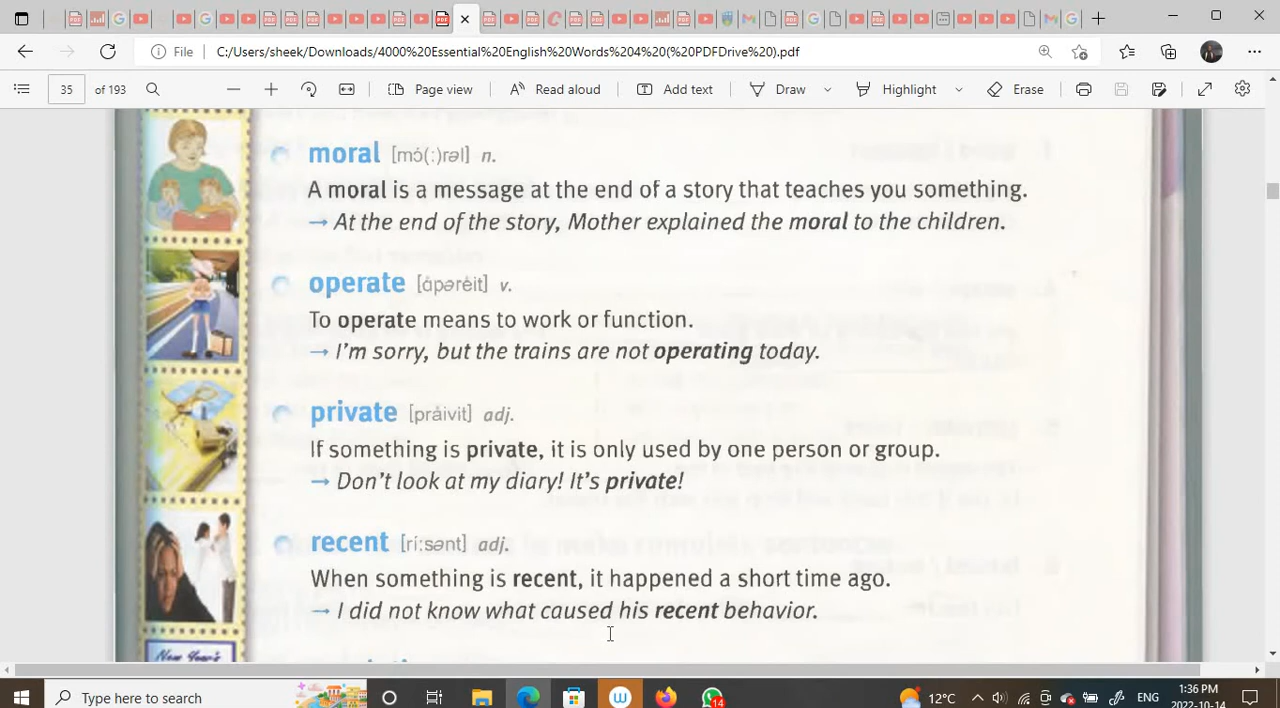 File
C:/Users/sheek/Downloads/4000%20Essential%20English%20Words%204%20(%20PDFDrive%20).pdf
35 of 193
Page view
Read aloud
Add text
Draw
Highlight
Erase
moral [mɔ́(ː)rəl] n.
A moral is a message at the end of a story that teaches you something.
→ At the end of the story, Mother explained the moral to the children.
operate [ɑ́pərèit] v.
To operate means to work or function.
→ I'm sorry, but the trains are not operating today.
private [práivit] adj.
If something is private, it is only used by one person or group.
→ Don't look at my diary! It's private!
recent [ríːsənt] adj.
When something is recent, it happened a short time ago.
→ I did not know what caused his recent behavior.
New Year's
Type here to search
14
12°C
ENG
1:36 PM
2022-10-14